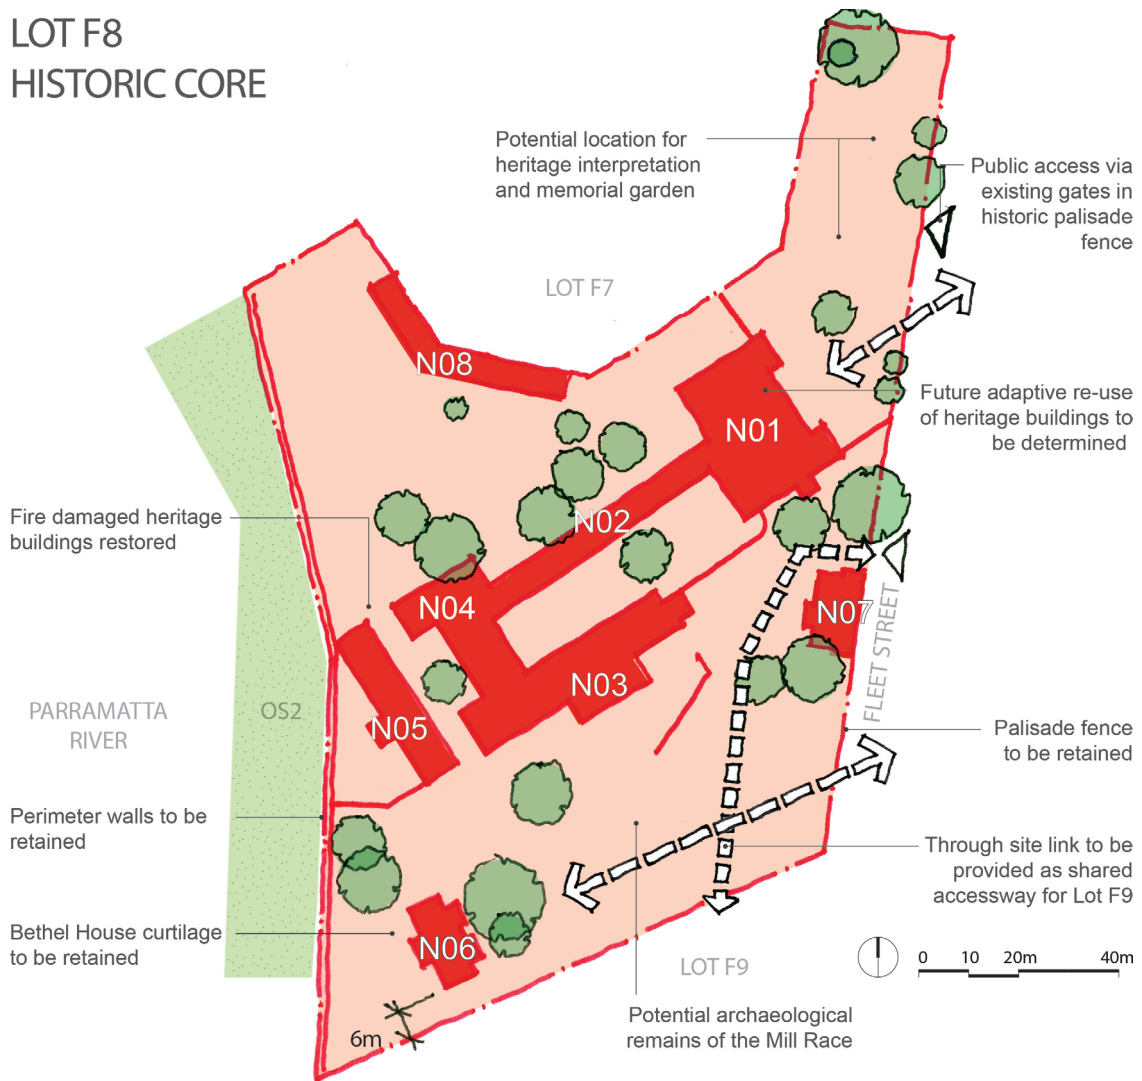 LOT F8
HISTORIC CORE
Potential location for
heritage interpretation
and memorial garden
Public access via
existing gates in
historic palisade
fence
LOT F7
N08
Future adaptive re-use
of heritage buildings to
be determined
N01
Fire damaged heritage
buildings restored
N02
N04
N07
FLEET STREET
N03
PARRAMATTA
RIVER
OS2
N05
Palisade fence
to be retained
Perimeter walls to be
retained
Through site link to be
provided as shared
accessway for Lot F9
Bethel House curtilage
to be retained
N06
LOT F9
0 10 20m 40m
Potential archaeological
remains of the Mill Race
6m